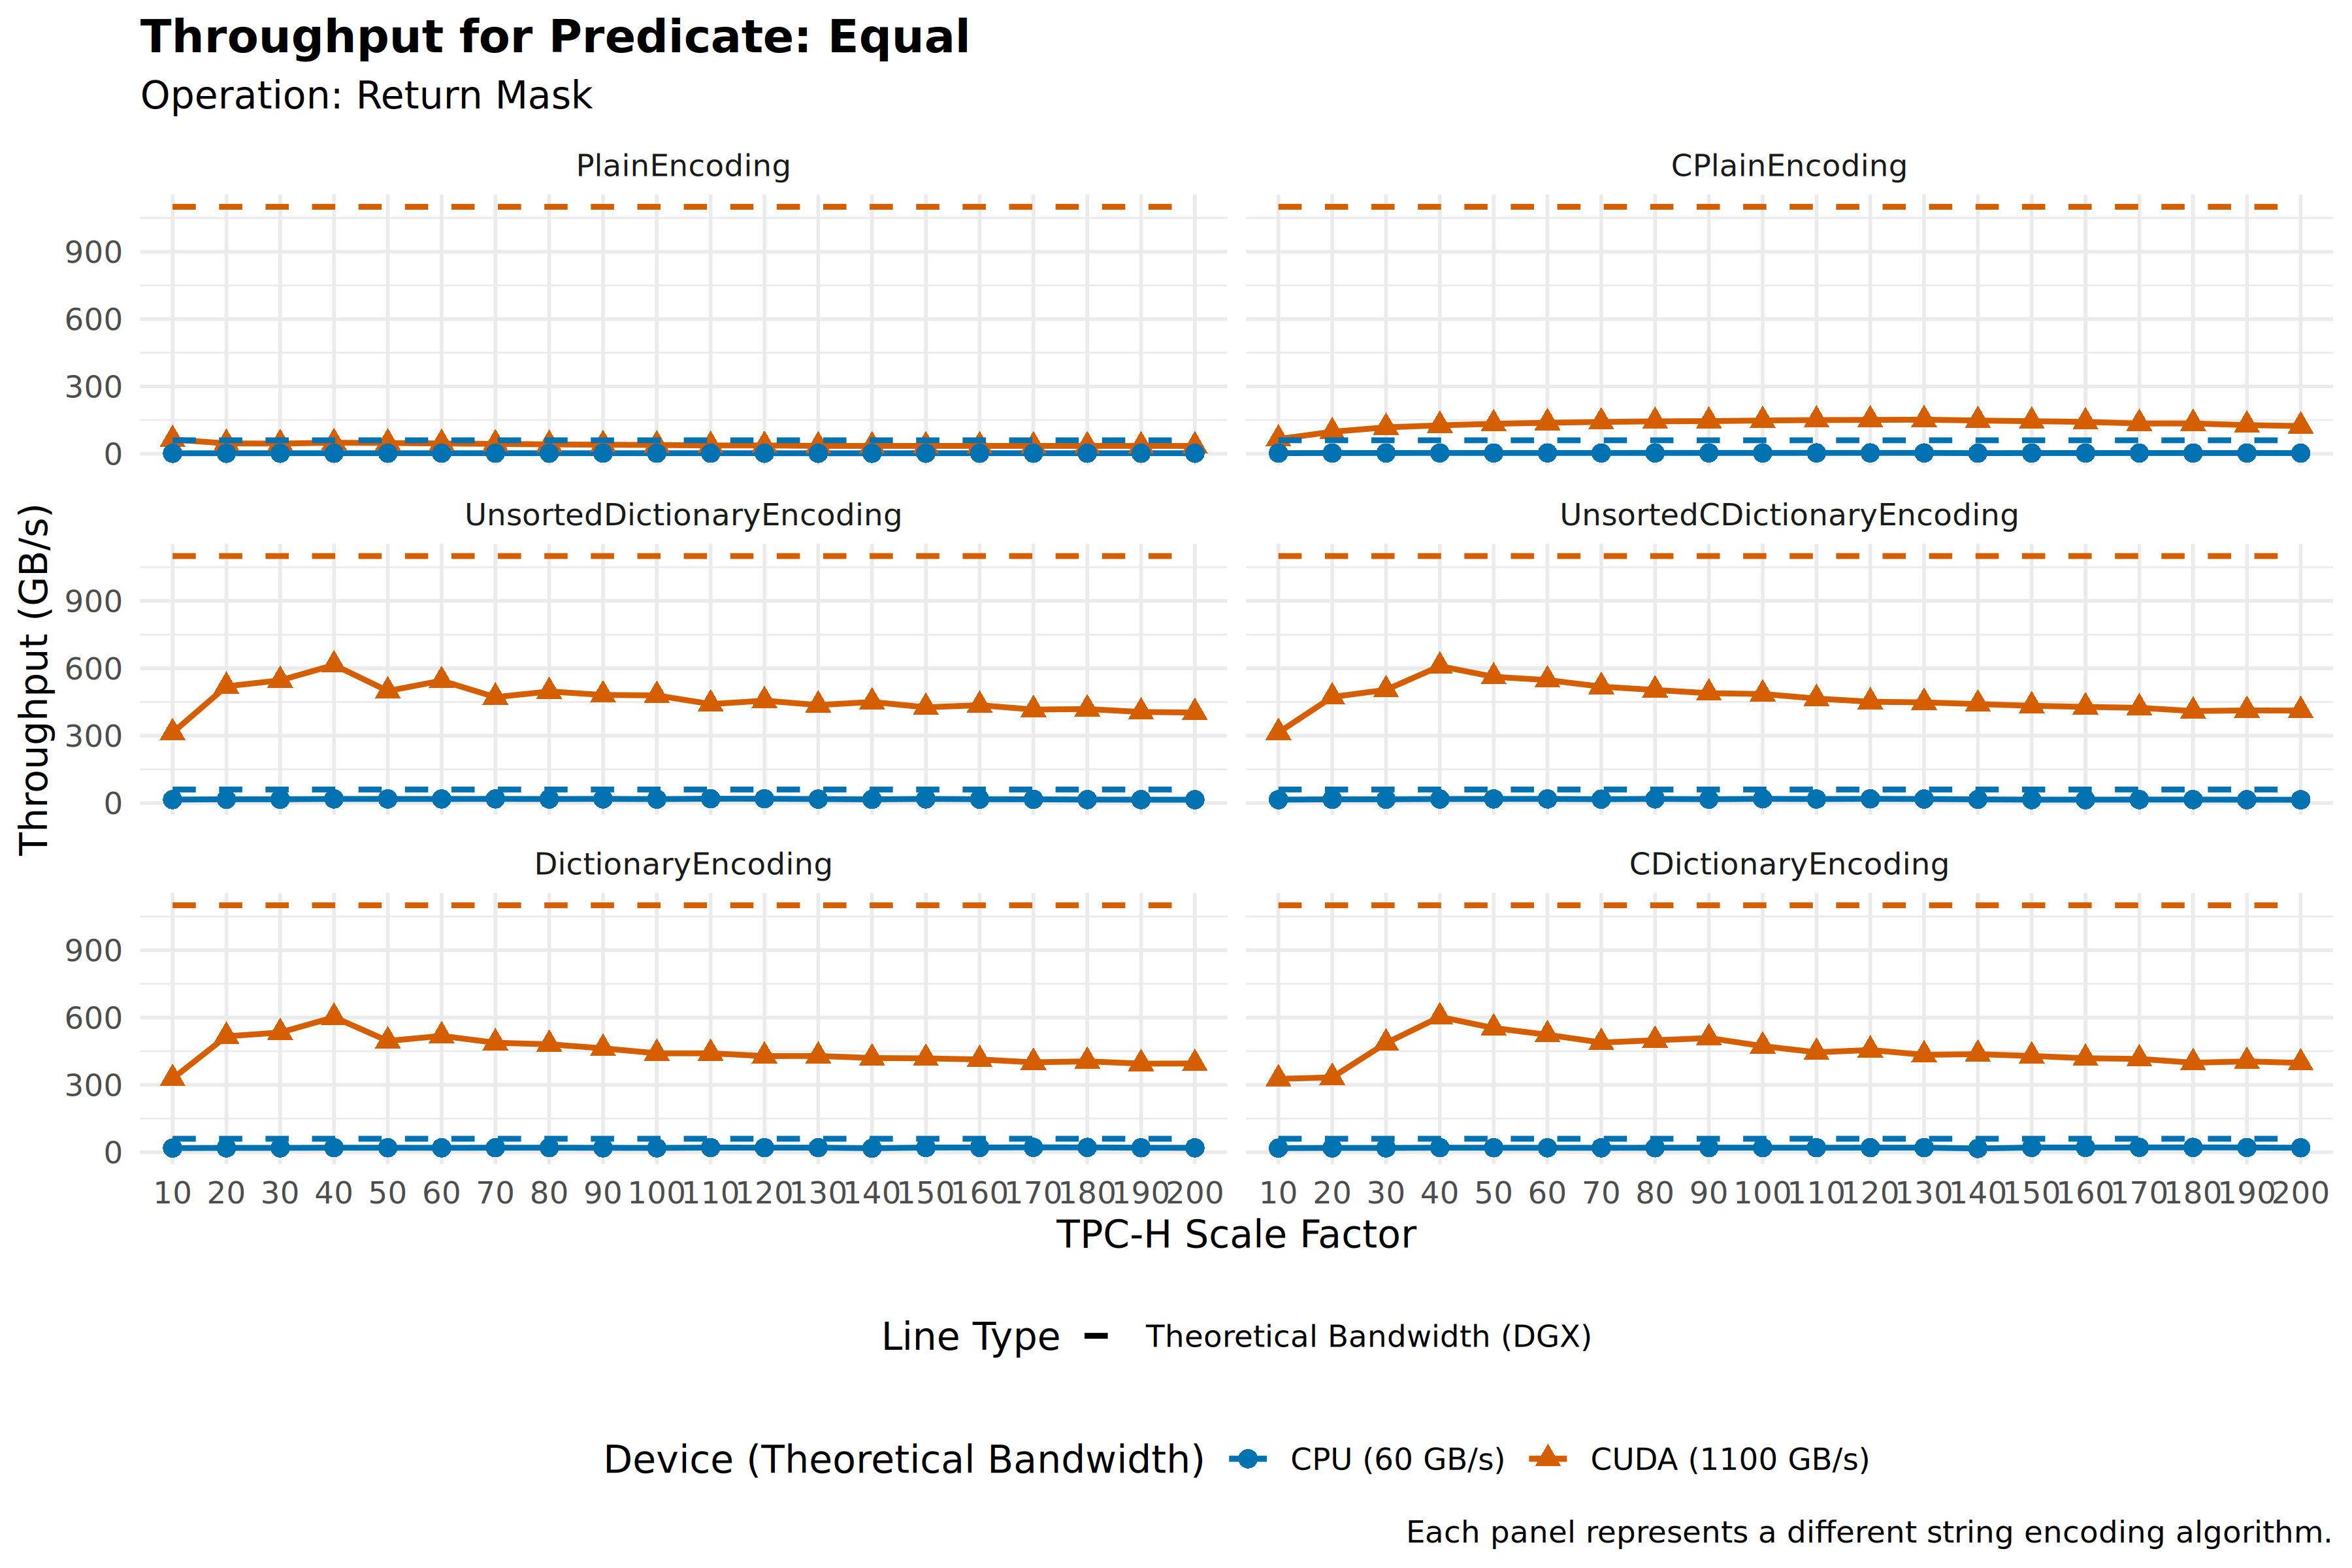 Throughput for Predicate: Equal
Operation: Return Mask
PlainEncoding
CPlainEncoding
900
600
300
0
UnsortedDictionaryEncoding
UnsortedCDictionaryEncoding
900
600
300
0
Throughput (GB/s)
DictionaryEncoding
CDictionaryEncoding
900
600
300
0
10 20 30 40 50 60 70 80 90 100 110 120 130 140 150 160 170 180 190 200
10 20 30 40 50 60 70 80 90 100 110 120 130 140 150 160 170 180 190 200
TPC-H Scale Factor
Line Type Theoretical Bandwidth (DGX)
Device (Theoretical Bandwidth) CPU (60 GB/s) CUDA (1100 GB/s)
Each panel represents a different string encoding algorithm.